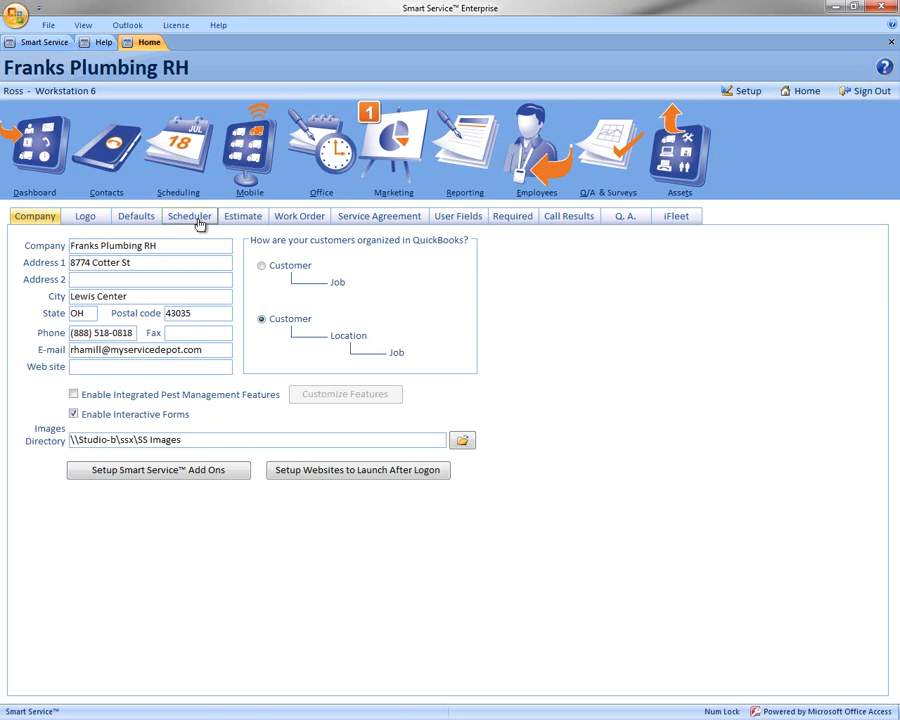 Smart Service™ Enterprise
File View Outlook License Help
Smart Service Help Home
Franks Plumbing RH
Ross - Workstation 6 Setup Home Sign Out
JUL
18
1
Dashboard Contacts Scheduling Mobile Office Marketing Reporting Employees Q/A & Surveys Assets
Company Logo Defaults Scheduler Estimate Work Order Service Agreement User Fields Required Call Results Q. A. iFleet
Company Franks Plumbing RH
Address 1 8774 Cotter St
Address 2
City Lewis Center
State OH Postal code 43035
Phone (888) 518-0818 Fax
E-mail rhamill@myservicedepot.com
Web site
How are your customers organized in QuickBooks?
Customer
Job
Customer
Location
Job
Enable Integrated Pest Management Features Customize Features
Enable Interactive Forms
Images
Directory \\Studio-b\ssx\SS Images
Setup Smart Service™ Add Ons Setup Websites to Launch After Logon
Smart Service™ Num Lock Powered by Microsoft Office Access